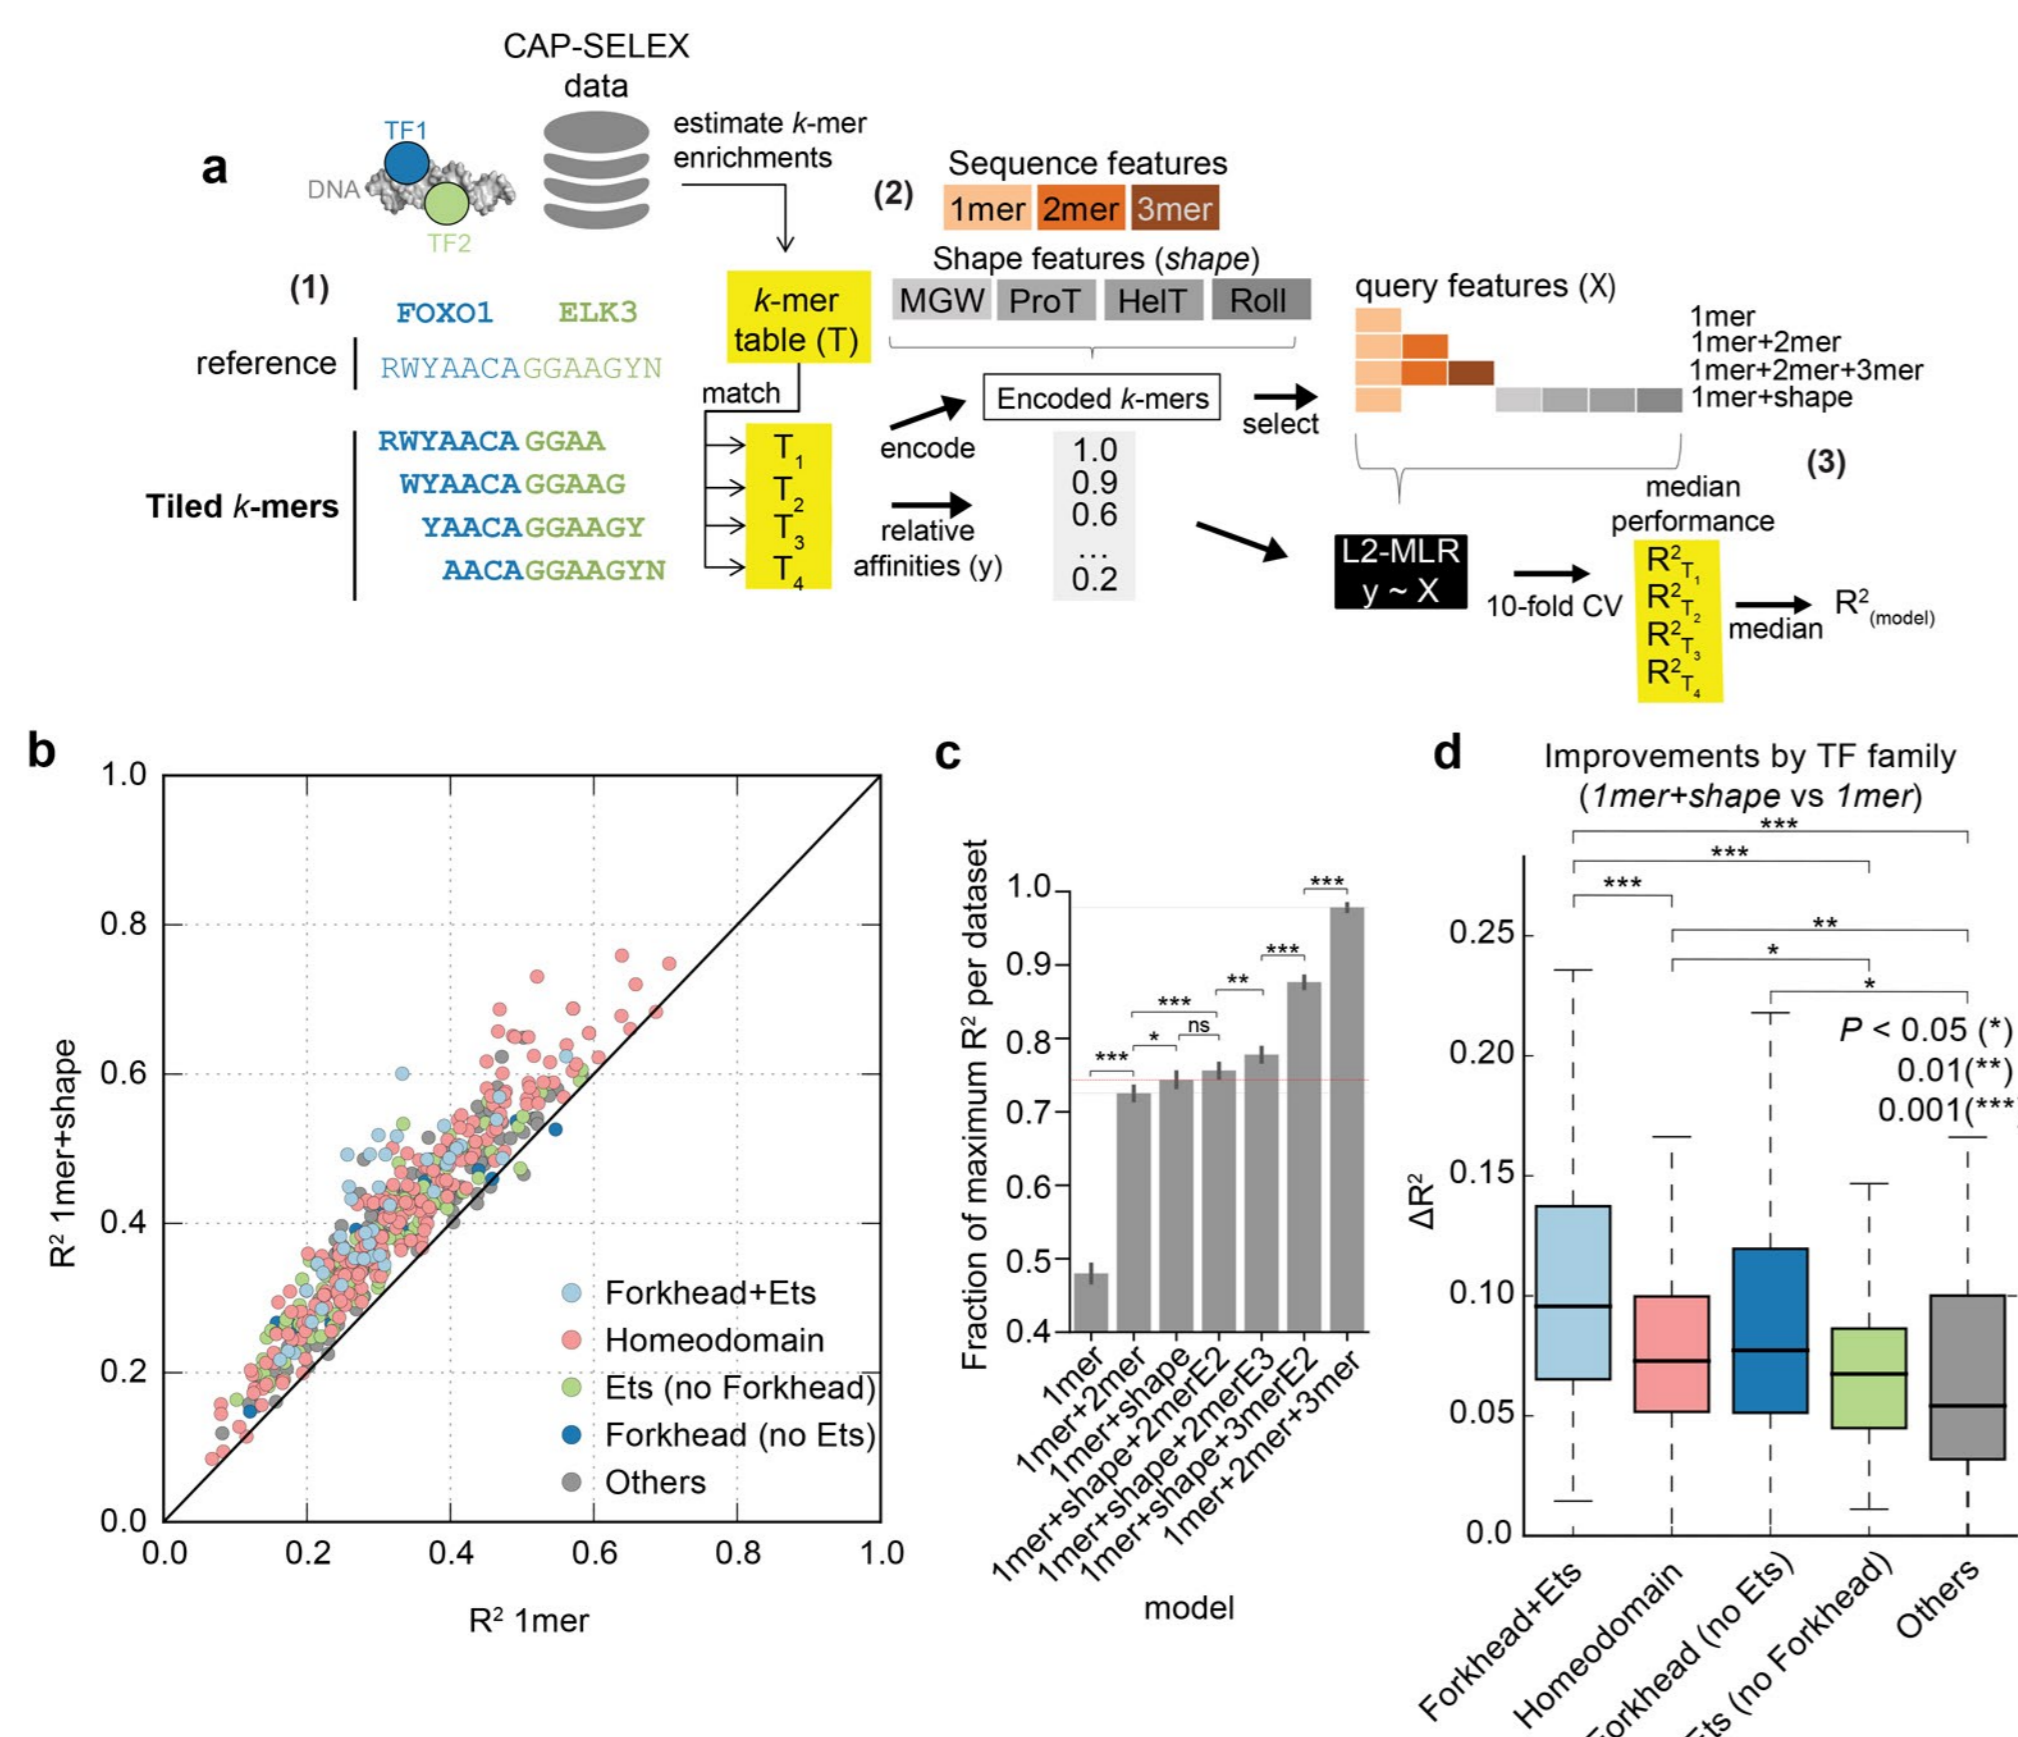 a
CAP-SELEX
data
TF1
DNA
TF2
estimate k-mer
enrichments
(1)
FOXO1 ELK3
reference
RWYAACAGGAAGYN
Tiled k-mers
RWYAACAGGAA
WYAACAGGAAG
YAACAGGAAGY
AACAGGAAGYN
k-mer
table (T)
match
T1
T2
T3
T4
(2)
Sequence features
1mer 2mer 3mer
Shape features (shape)
MGW ProT HelT Roll
encode
Encoded k-mers
relative
affinities (y)
1.0
0.9
0.6
...
0.2
select
query features (X)
1mer
1mer+2mer
1mer+2mer+3mer
1mer+shape
(3)
L2-MLR
y ~ X
10-fold CV
median
performance
R²T1
R²T2
R²T3
R²T4
median
R²(model)
b
R² 1mer+shape
1.0
0.8
0.6
0.4
0.2
0.0
Forkhead+Ets
Homeodomain
Ets (no Forkhead)
Forkhead (no Ets)
Others
0.0 0.2 0.4 0.6 0.8 1.0
R² 1mer
c
Fraction of maximum R² per dataset
1.0
0.9
0.8
0.7
0.6
0.5
0.4
*** * ns *** ** *** ***
1mer
1mer+2mer
1mer+shape
1mer+shape+2merE2
1mer+shape+2merE3
1mer+shape+3merE2
1mer+2mer+3mer
model
d
Improvements by TF family
(1mer+shape vs 1mer)
***
***
***
**
*
*
P < 0.05 (*)
0.01(**)
0.001(***)
ΔR²
0.25
0.20
0.15
0.10
0.05
0.0
Forkhead+Ets
Homeodomain
Forkhead (no Ets)
Ets (no Forkhead)
Others